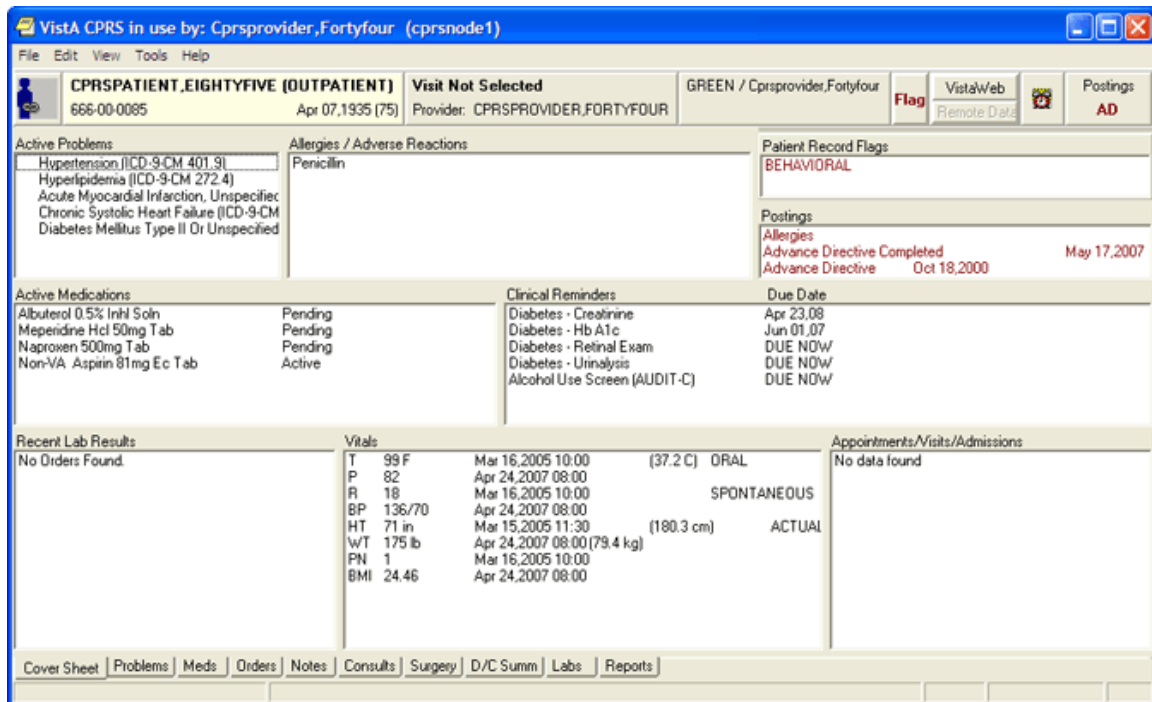 VistA CPRS in use by: Cprsprovider,Fortyfour (cprsnode1)
File Edit View Tools Help
CPRSPATIENT,EIGHTYFIVE (OUTPATIENT) Visit Not Selected GREEN / Cprsprovider,Fortyfour Flag VistaWeb Postings
666-00-0085 Apr 07,1935 (75) Provider: CPRSPROVIDER,FORTYFOUR Remote Data AD
Active Problems
Hypertension (ICD-9-CM 401.9)
Hyperlipidemia (ICD-9-CM 272.4)
Acute Myocardial Infarction, Unspecified
Chronic Systolic Heart Failure (ICD-9-CM
Diabetes Mellitus Type II Or Unspecified
Allergies / Adverse Reactions
Penicillin
Patient Record Flags
BEHAVIORAL
Postings
Allergies
Advance Directive Completed May 17,2007
Advance Directive Oct 18,2000
Active Medications
Albuterol 0.5% Inhl Soln Pending
Meperidine Hcl 50mg Tab Pending
Naproxen 500mg Tab Pending
Non-VA Aspirin 81mg Ec Tab Active
Clinical Reminders Due Date
Diabetes - Creatinine Apr 23,08
Diabetes - Hb A1c Jun 01,07
Diabetes - Retinal Exam DUE NOW
Diabetes - Urinalysis DUE NOW
Alcohol Use Screen (AUDIT-C) DUE NOW
Recent Lab Results
No Orders Found.
Vitals
T 99 F Mar 16,2005 10:00 (37.2 C) ORAL
P 82 Apr 24,2007 08:00
R 18 Mar 16,2005 10:00 SPONTANEOUS
BP 136/70 Apr 24,2007 08:00
HT 71 in Mar 15,2005 11:30 (180.3 cm) ACTUAL
WT 175 lb Apr 24,2007 08:00 (79.4 kg)
PN 1 Mar 16,2005 10:00
BMI 24.46 Apr 24,2007 08:00
Appointments/Visits/Admissions
No data found
Cover Sheet Problems Meds Orders Notes Consults Surgery D/C Summ Labs Reports